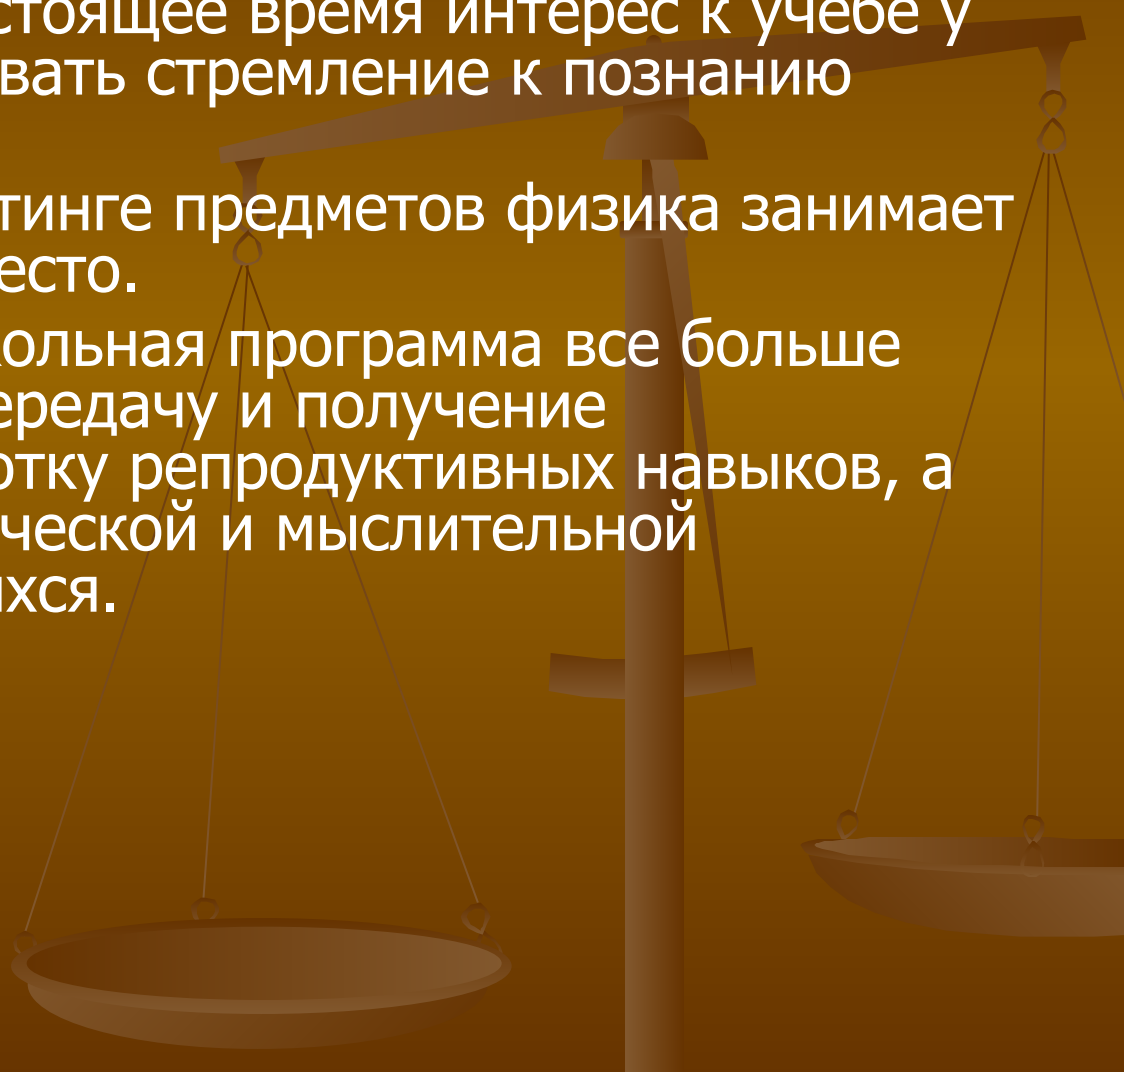 стоящее время интерес к учебе у
вать стремление к познанию
тинге предметов физика занимает
есто.
кольная программа все больше
ередачу и получение
отку репродуктивных навыков, а
ческой и мыслительной
ихся.